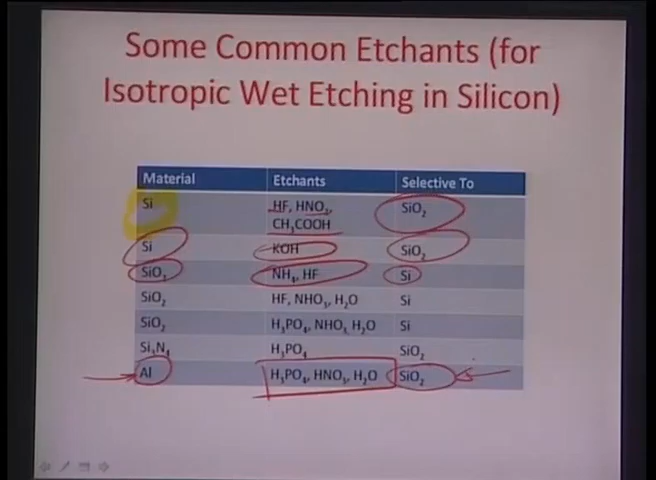 Some Common Etchants (for
Isotropic Wet Etching in Silicon)
Material Etchants Selective To
Si HF, HNO₃, SiO₂
CH₃COOH
Si KOH SiO₂
SiO₂ NH₄, HF Si
SiO₂ HF, NHO₃, H₂O Si
SiO₂ H₃PO₄, NHO₃ H₂O Si
Si₃N₄ H₃PO₄ SiO₂
Al H₃PO₄, HNO₃, H₂O SiO₂